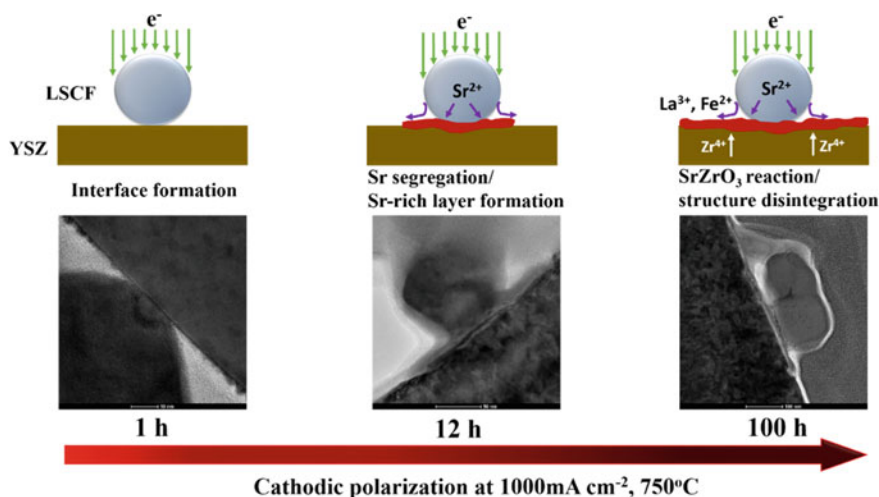 e⁻
e⁻
e⁻
LSCF
Sr²⁺
Sr²⁺
La³⁺, Fe²⁺
YSZ
Zr⁴⁺
Zr⁴⁺
Interface formation
Sr segregation/
Sr-rich layer formation
SrZrO₃ reaction/
structure disintegration
1 h
12 h
100 h
Cathodic polarization at 1000mA cm⁻², 750°C